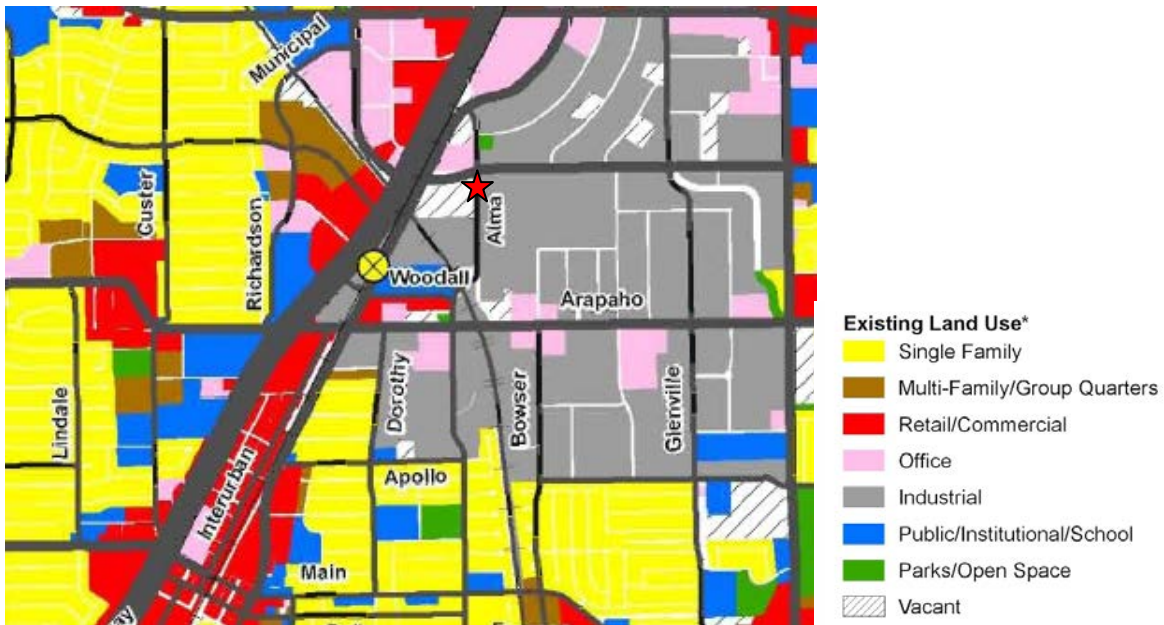 Municipal
Custer
Richardson
Alma
Woodall
Arapaho
Lindale
Dorothy
Bowser
Glenville
Interurban
Apollo
Main
ay
Existing Land Use*
Single Family
Multi-Family/Group Quarters
Retail/Commercial
Office
Industrial
Public/Institutional/School
Parks/Open Space
Vacant